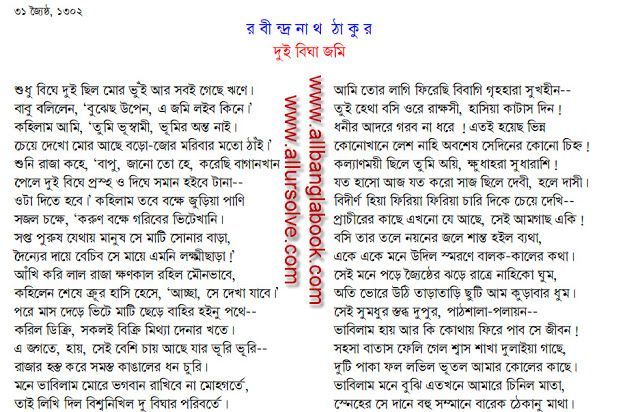 ৩১ জ্যৈষ্ঠ, ১৩০২
র বী ন্দ্র না থ ঠা কু র
দুই বিঘা জমি
শুধু বিঘে দুই ছিল মোর ভুঁই আর সবই গেছে ঋণে।
বাবু বলিলেন, 'বুঝেছ উপেন, এ জমি লইব কিনে।'
কহিলাম আমি, 'তুমি ভূস্বামী, ভূমির অন্ত নাই।
চেয়ে দেখো মোর আছে বড়ো-জোর মরিবার মতো ঠাঁই।'
শুনি রাজা কহে, 'বাপু, জানো তো হে, করেছি বাগানখান
পেলে দুই বিঘে প্রস্থ ও দিঘে সমান হইবে টানা--
ওটা দিতে হবে।' কহিলাম তবে বক্ষে জুড়িয়া পাণি
সজল চক্ষে, 'করুণ বক্ষে গরিবের ভিটেখানি।
সপ্ত পুরুষ যেথায় মানুষ সে মাটি সোনার বাড়া,
দৈন্যের দায়ে বেচিব সে মায়ে এমনি লক্ষ্মীছাড়া!'
আঁখি করি লাল রাজা ক্ষণকাল রহিল মৌনভাবে,
কহিলেন শেষে ক্রূর হাসি হেসে, 'আচ্ছা, সে দেখা যাবে।'
পরে মাস দেড়ে ভিটে মাটি ছেড়ে বাহির হইনু পথে--
করিল ডিক্রি, সকলই বিক্রি মিথ্যা দেনার খতে।
এ জগতে, হায়, সেই বেশি চায় আছে যার ভূরি ভূরি--
রাজার হস্ত করে সমস্ত কাঙালের ধন চুরি।
মনে ভাবিলাম মোরে ভগবান রাখিবে না মোহগর্তে,
তাই লিখি দিল বিশ্বনিখিল দু বিঘার পরিবর্তে।
www.allbanglabook.com
www.allursolve.com
আমি তোর লাগি ফিরেছি বিবাগি গৃহহারা সুখহীন--
তুই হেথা বসি ওরে রাক্ষসী, হাসিয়া কাটাস দিন!
ধনীর আদরে গরব না ধরে ! এতই হয়েছ ভিন্ন
কোনোখানে লেশ নাহি অবশেষ সেদিনের কোনো চিহ্ন!
কল্যাণময়ী ছিলে তুমি অয়ি, ক্ষুধাহরা সুধারাশি!
যত হাসো আজ যত করো সাজ ছিলে দেবী, হলে দাসী।
বিদীর্ণ হিয়া ফিরিয়া ফিরিয়া চারি দিকে চেয়ে দেখি--
প্রাচীরের কাছে এখনো যে আছে, সেই আমগাছ একি !
বসি তার তলে নয়নের জলে শান্ত হইল ব্যথা,
একে একে মনে উদিল স্মরণে বালক-কালের কথা।
সেই মনে পড়ে জ্যৈষ্ঠের ঝড়ে রাত্রে নাহিকো ঘুম,
অতি ভোরে উঠি তাড়াতাড়ি ছুটি আম কুড়াবার ধুম।
সেই সুমধুর স্তব্ধ দুপুর, পাঠশালা-পলায়ন--
ভাবিলাম হায় আর কি কোথায় ফিরে পাব সে জীবন!
সহসা বাতাস ফেলি গেল শ্বাস শাখা দুলাইয়া গাছে,
দুটি পাকা ফল লভিল ভূতল আমার কোলের কাছে।
ভাবিলাম মনে বুঝি এতখনে আমারে চিনিল মাতা,
স্নেহের সে দানে বহু সম্মানে বারেক ঠেকানু মাথা।